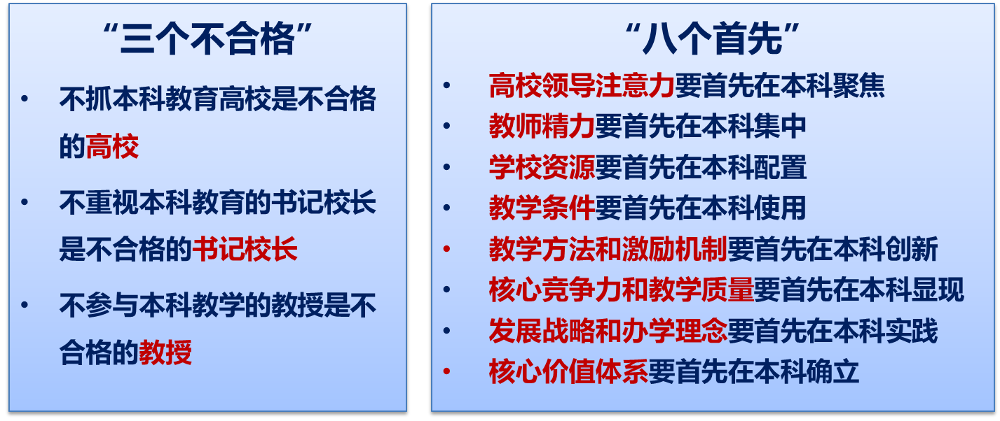 “三个不合格”
• 不抓本科教育高校是不合格
的高校
• 不重视本科教育的书记校长
是不合格的书记校长
• 不参与本科教学的教授是不
合格的教授
“八个首先”
• 高校领导注意力要首先在本科聚焦
• 教师精力要首先在本科集中
• 学校资源要首先在本科配置
• 教学条件要首先在本科使用
• 教学方法和激励机制要首先在本科创新
• 核心竞争力和教学质量要首先在本科显现
• 发展战略和办学理念要首先在本科实践
• 核心价值体系要首先在本科确立